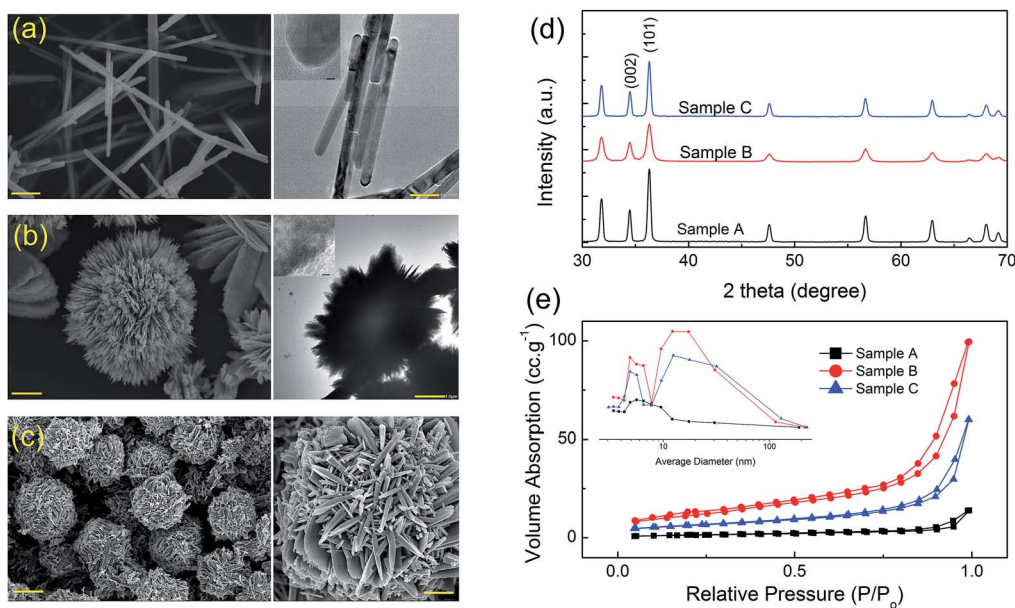 (a)
(b)
1.0µm
(c)
(d)
Intensity (a.u.)
(002)
(101)
Sample C
Sample B
Sample A
30 40 50 60 70
2 theta (degree)
(e)
Volume Absorption (cc.g-1)
100
50
0
Sample A
Sample B
Sample C
10 100
Average Diameter (nm)
0.0 0.5 1.0
Relative Pressure (P/Po)